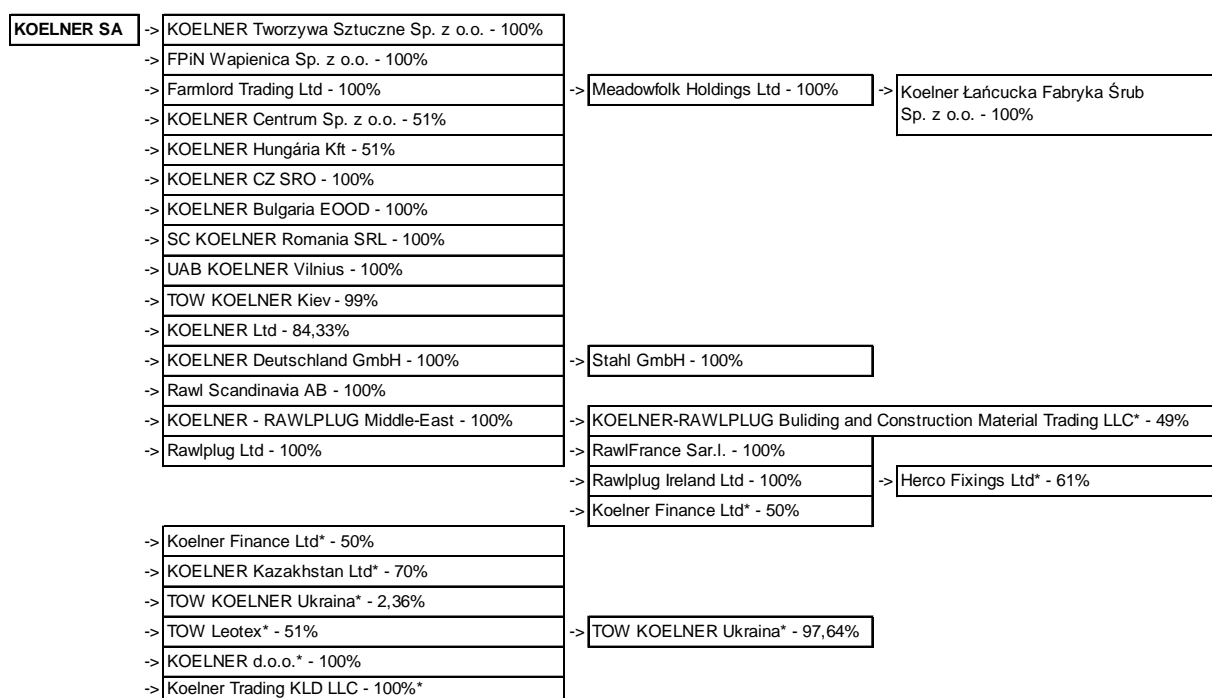 KOELNER SA -> KOELNER Tworzywa Sztuczne Sp. z o.o. - 100%
-> FPiN Wapienica Sp. z o.o. - 100%
-> Farmlord Trading Ltd - 100% -> Meadowfolk Holdings Ltd - 100% -> Koelner Łańcucka Fabryka Śrub
Sp. z o.o. - 100%
-> KOELNER Centrum Sp. z o.o. - 51%
-> KOELNER Hungária Kft - 51%
-> KOELNER CZ SRO - 100%
-> KOELNER Bulgaria EOOD - 100%
-> SC KOELNER Romania SRL - 100%
-> UAB KOELNER Vilnius - 100%
-> TOW KOELNER Kiev - 99%
-> KOELNER Ltd - 84,33%
-> KOELNER Deutschland GmbH - 100% -> Stahl GmbH - 100%
-> Rawl Scandinavia AB - 100%
-> KOELNER - RAWLPLUG Middle-East - 100% -> KOELNER-RAWLPLUG Buliding and Construction Material Trading LLC* - 49%
-> Rawlplug Ltd - 100% -> RawlFrance Sar.l. - 100%
-> Rawlplug Ireland Ltd - 100% -> Herco Fixings Ltd* - 61%
-> Koelner Finance Ltd* - 50%
-> Koelner Finance Ltd* - 50%
-> KOELNER Kazakhstan Ltd* - 70%
-> TOW KOELNER Ukraina* - 2,36%
-> TOW Leotex* - 51% -> TOW KOELNER Ukraina* - 97,64%
-> KOELNER d.o.o.* - 100%
-> Koelner Trading KLD LLC - 100%*